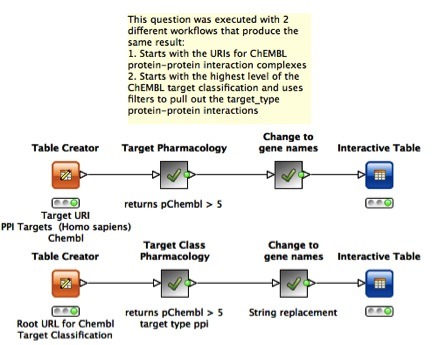 This question was executed with 2
different workflows that produce the
same result:
1. Starts with the URIs for ChEMBL
protein-protein interaction complexes
2. Starts with the highest level of the
ChEMBL target classification and uses
filters to pull out the target_type
protein-protein interactions
Table Creator
Target Pharmacology
Change to
gene names
Interactive Table
Target URI
PPI Targets (Homo sapiens)
Chembl
returns pChembl > 5
Table Creator
Target Class
Pharmacology
Change to
gene names
Interactive Table
Root URL for Chembl
Target Classification
returns pChembl > 5
target type ppi
String replacement